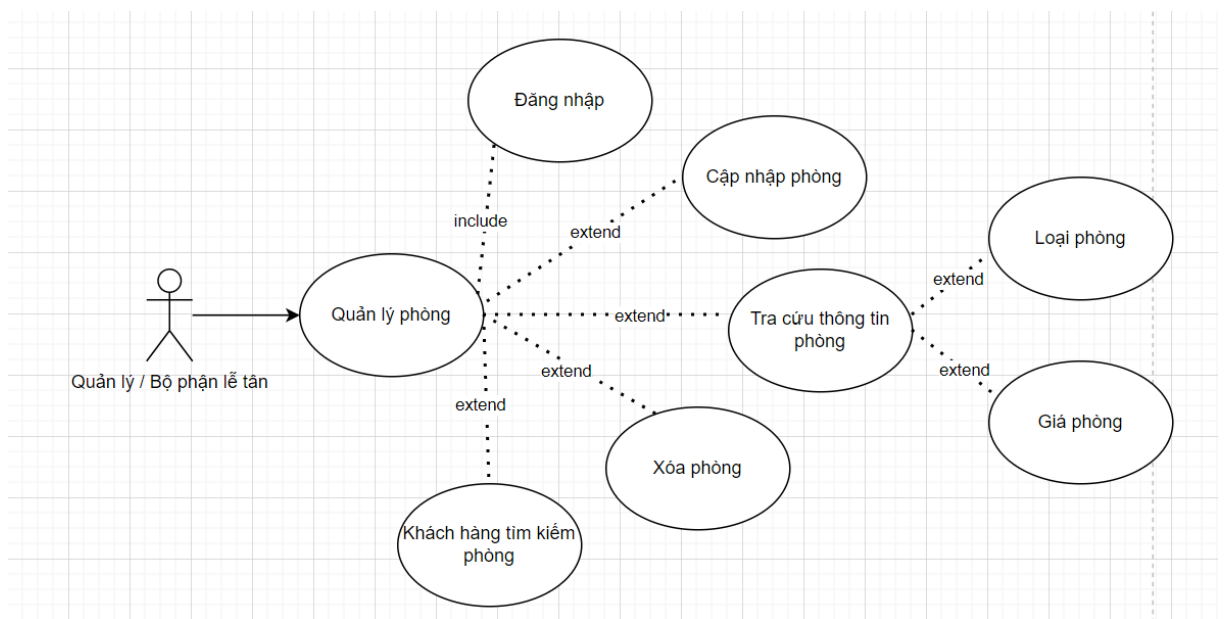 Đăng nhập
Cập nhập phòng
include
extend
Loại phòng
extend
Quản lý phòng
extend
Tra cứu thông tin
phòng
Quản lý / Bộ phận lễ tân
extend
extend
extend
Giá phòng
Xóa phòng
Khách hàng tìm kiếm
phòng